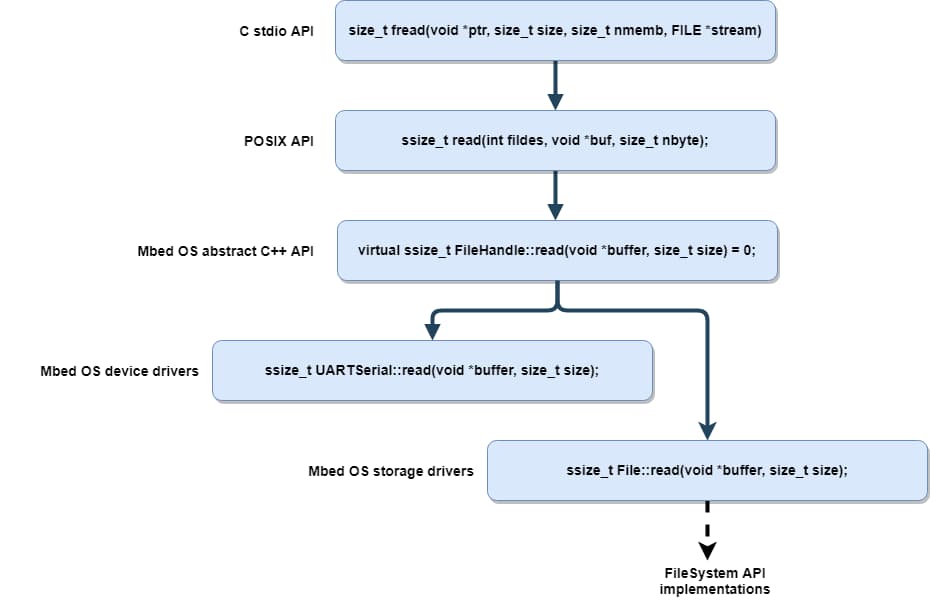 C stdio API
size_t fread(void *ptr, size_t size, size_t nmemb, FILE *stream)
POSIX API
ssize_t read(int fildes, void *buf, size_t nbyte);
Mbed OS abstract C++ API
virtual ssize_t FileHandle::read(void *buffer, size_t size) = 0;
Mbed OS device drivers
ssize_t UARTSerial::read(void *buffer, size_t size);
Mbed OS storage drivers
ssize_t File::read(void *buffer, size_t size);
FileSystem API
implementations